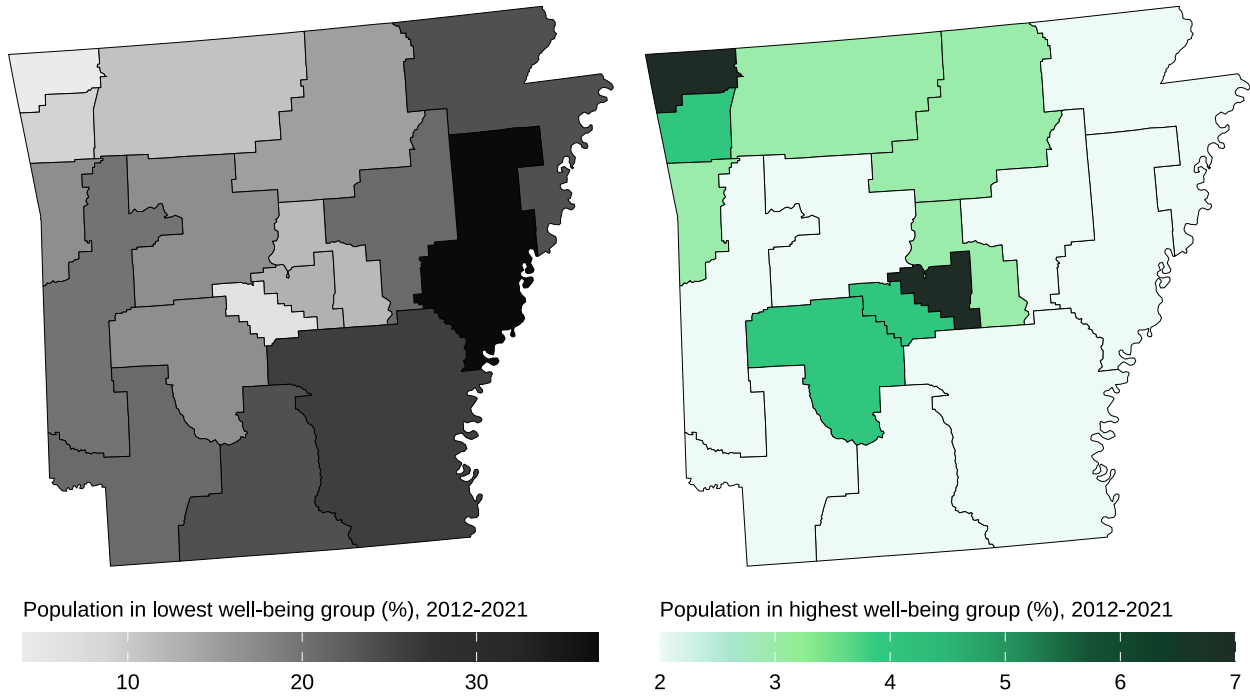 Population in lowest well-being group (%), 2012-2021
10 20 30
Population in highest well-being group (%), 2012-2021
2 3 4 5 6 7